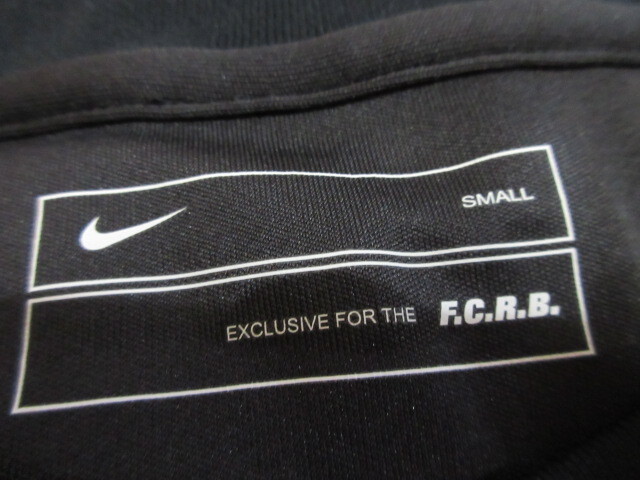 SMALL
EXCLUSIVE FOR THE F.C.R.B.